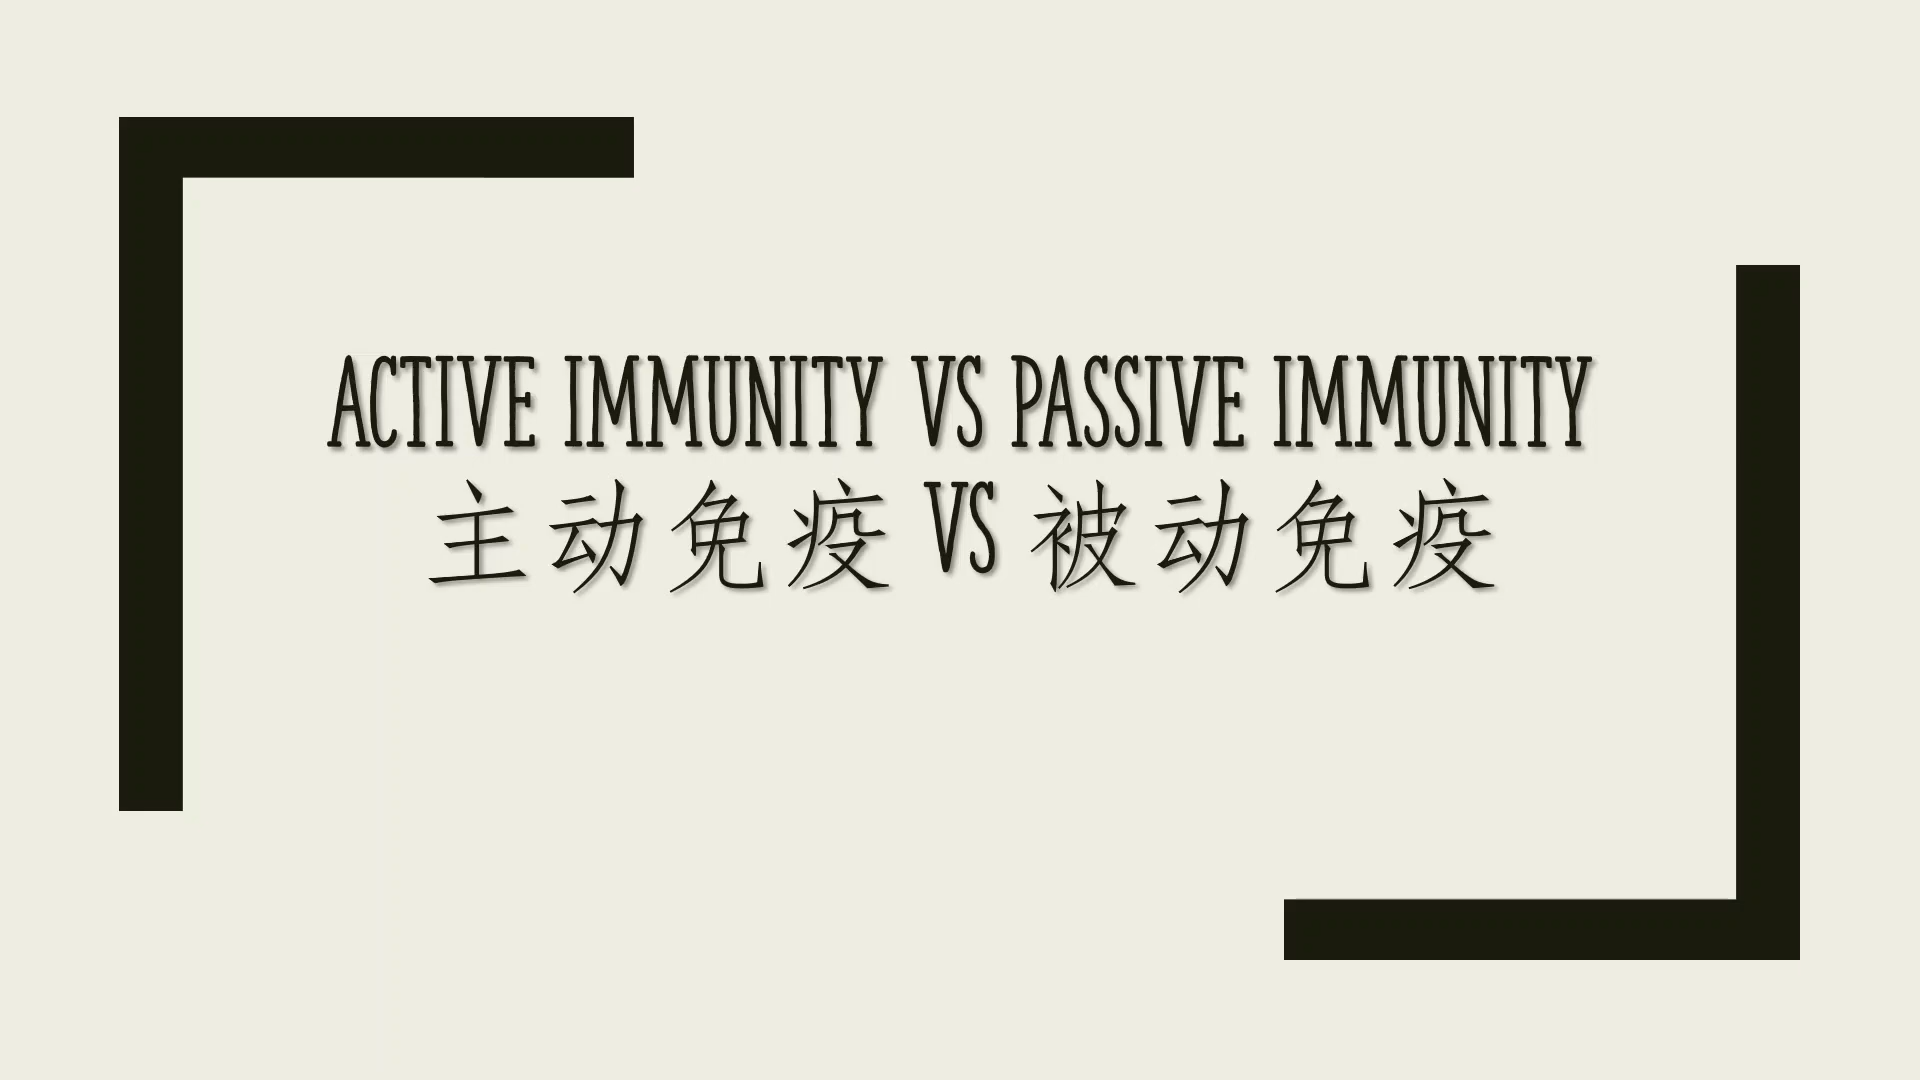 ACTIVE IMMUNITY VS PASSIVE IMMUNITY
主动免疫 VS 被动免疫